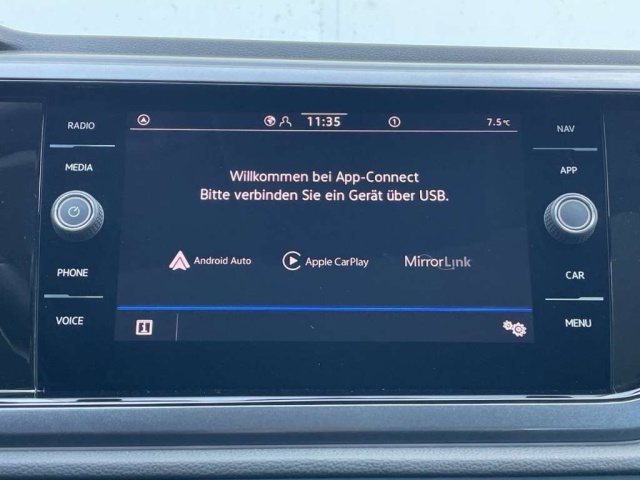 RADIO
MEDIA
PHONE
VOICE
11:35
1
7.5°C
Willkommen bei App-Connect
Bitte verbinden Sie ein Gerät über USB.
Android Auto
Apple CarPlay
MirrorLink
NAV
APP
CAR
MENU